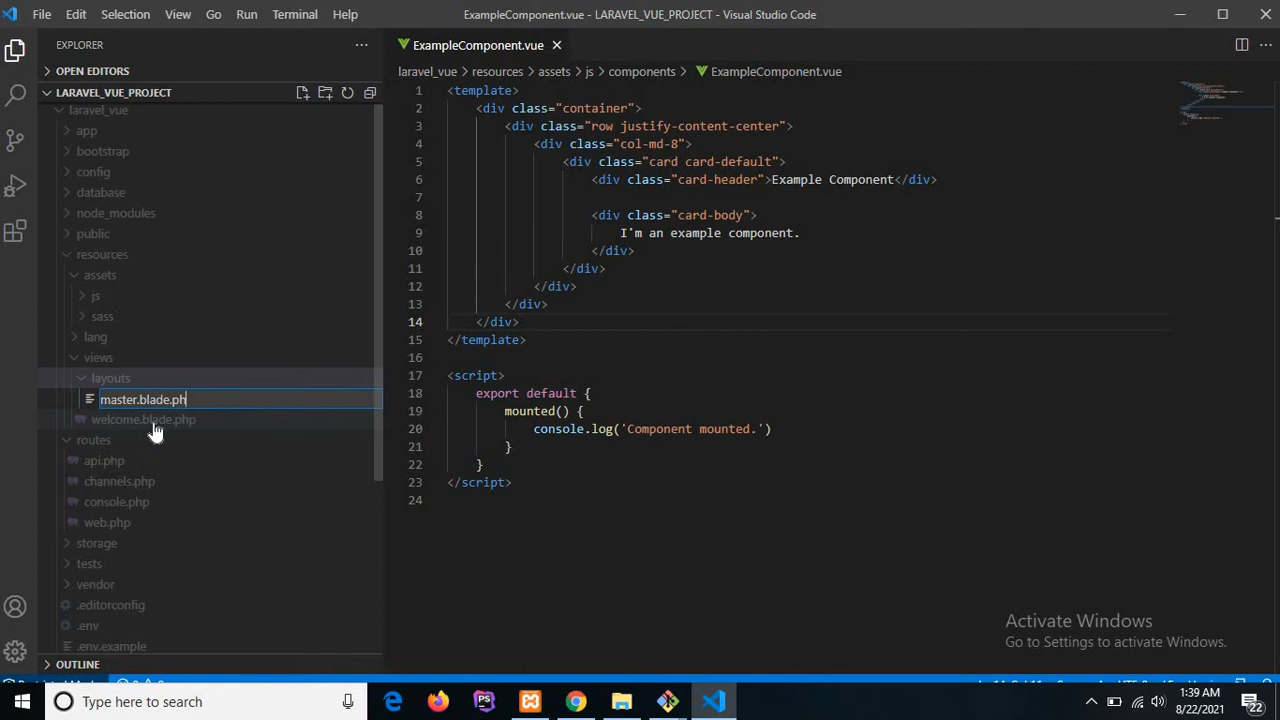 File Edit Selection View Go Run Terminal Help ExampleComponent.vue - LARAVEL_VUE_PROJECT - Visual Studio Code
EXPLORER
ExampleComponent.vue
OPEN EDITORS
laravel_vue > resources > assets > js > components > ExampleComponent.vue
LARAVEL_VUE_PROJECT
laravel_vue
app
bootstrap
config
database
node_modules
public
resources
assets
js
sass
lang
views
layouts
master.blade.ph
welcome.blade.php
routes
api.php
channels.php
console.php
web.php
storage
tests
vendor
.editorconfig
.env
.env.example
OUTLINE
1 <template>
2 <div class="container">
3 <div class="row justify-content-center">
4 <div class="col-md-8">
5 <div class="card card-default">
6 <div class="card-header">Example Component</div>
7
8 <div class="card-body">
9 I'm an example component.
10 </div>
11 </div>
12 </div>
13 </div>
14 </div>
15 </template>
16
17 <script>
18 export default {
19 mounted() {
20 console.log('Component mounted.')
21 }
22 }
23 </script>
24
Activate Windows
Go to Settings to activate Windows.
Type here to search
1:39 AM
8/22/2021
22